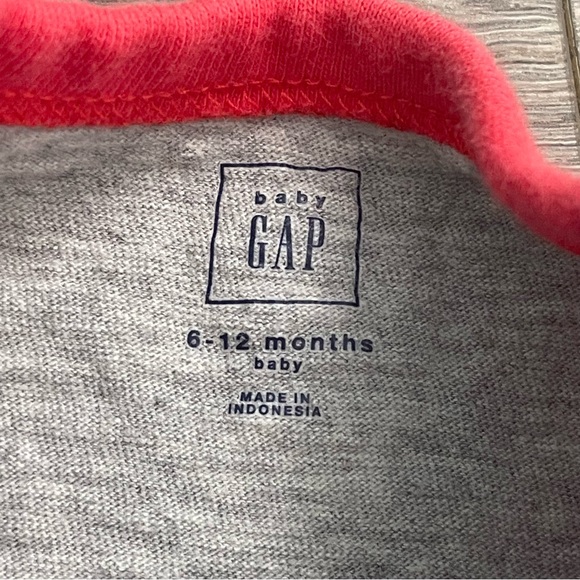 baby
GAP
6-12 months
baby
MADE IN
INDONESIA